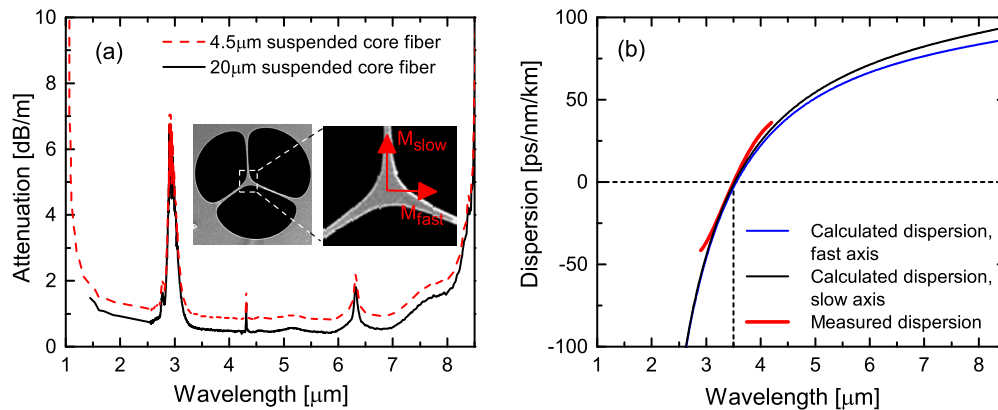 (a)
4.5μm suspended core fiber
20μm suspended core fiber
M slow
M fast
Attenuation [dB/m]
10
8
6
4
2
0
1 2 3 4 5 6 7 8
Wavelength [μm]
(b)
Dispersion [ps/nm/km]
100
50
0
-50
-100
Calculated dispersion,
fast axis
Calculated dispersion,
slow axis
Measured dispersion
1 2 3 4 5 6 7 8
Wavelength [μm]